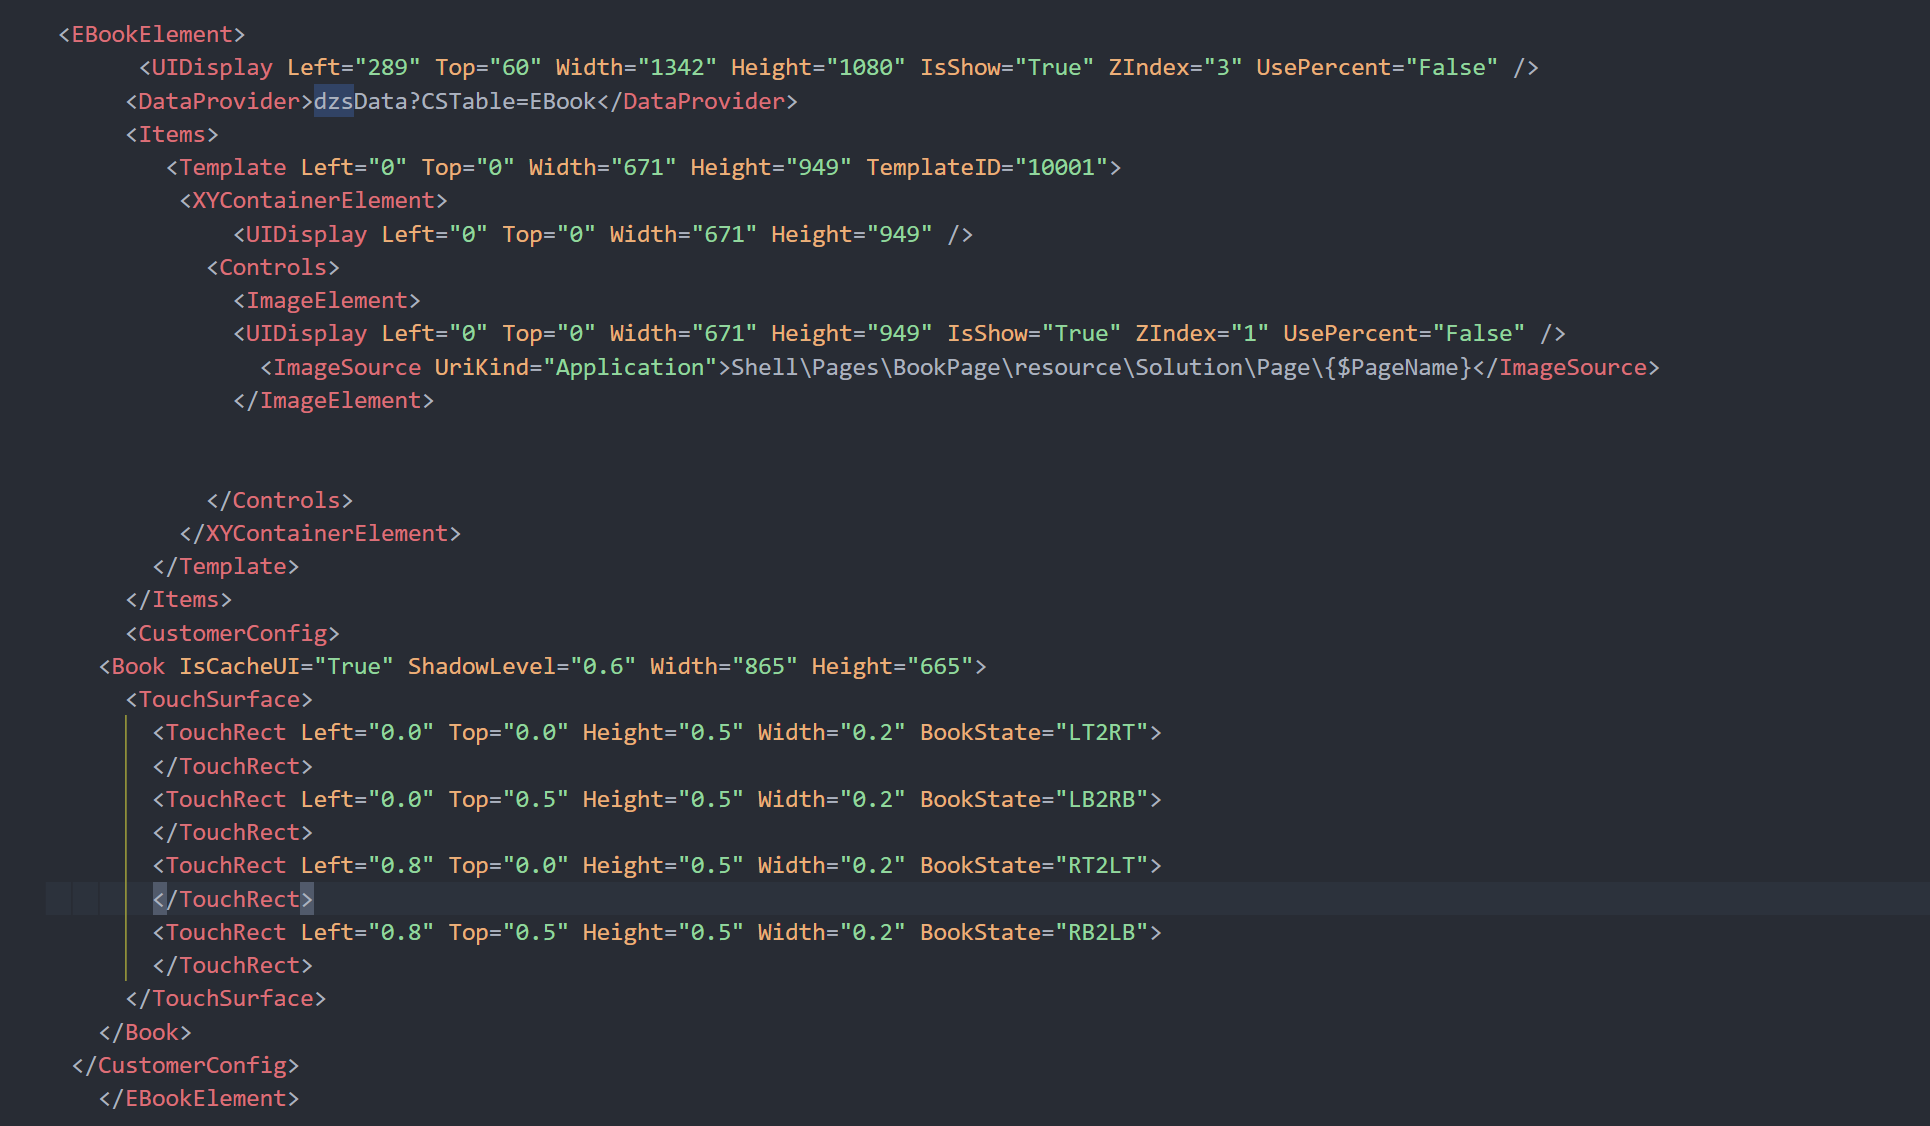 <EBookElement>
<UIDisplay Left="289" Top="60" Width="1342" Height="1080" IsShow="True" ZIndex="3" UsePercent="False" />
<DataProvider>dzsData?CSTable=EBook</DataProvider>
<Items>
<Template Left="0" Top="0" Width="671" Height="949" TemplateID="10001">
<XYContainerElement>
<UIDisplay Left="0" Top="0" Width="671" Height="949" />
<Controls>
<ImageElement>
<UIDisplay Left="0" Top="0" Width="671" Height="949" IsShow="True" ZIndex="1" UsePercent="False" />
<ImageSource UriKind="Application">Shell\Pages\BookPage\resource\Solution\Page\{$PageName}</ImageSource>
</ImageElement>
</Controls>
</XYContainerElement>
</Template>
</Items>
<CustomerConfig>
<Book IsCacheUI="True" ShadowLevel="0.6" Width="865" Height="665">
<TouchSurface>
<TouchRect Left="0.0" Top="0.0" Height="0.5" Width="0.2" BookState="LT2RT">
</TouchRect>
<TouchRect Left="0.0" Top="0.5" Height="0.5" Width="0.2" BookState="LB2RB">
</TouchRect>
<TouchRect Left="0.8" Top="0.0" Height="0.5" Width="0.2" BookState="RT2LT">
</TouchRect>
<TouchRect Left="0.8" Top="0.5" Height="0.5" Width="0.2" BookState="RB2LB">
</TouchRect>
</TouchSurface>
</Book>
</CustomerConfig>
</EBookElement>